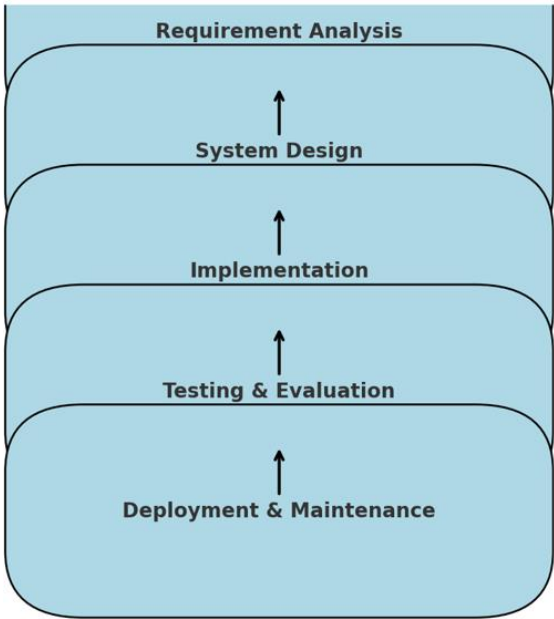 Requirement Analysis
System Design
Implementation
Testing & Evaluation
Deployment & Maintenance